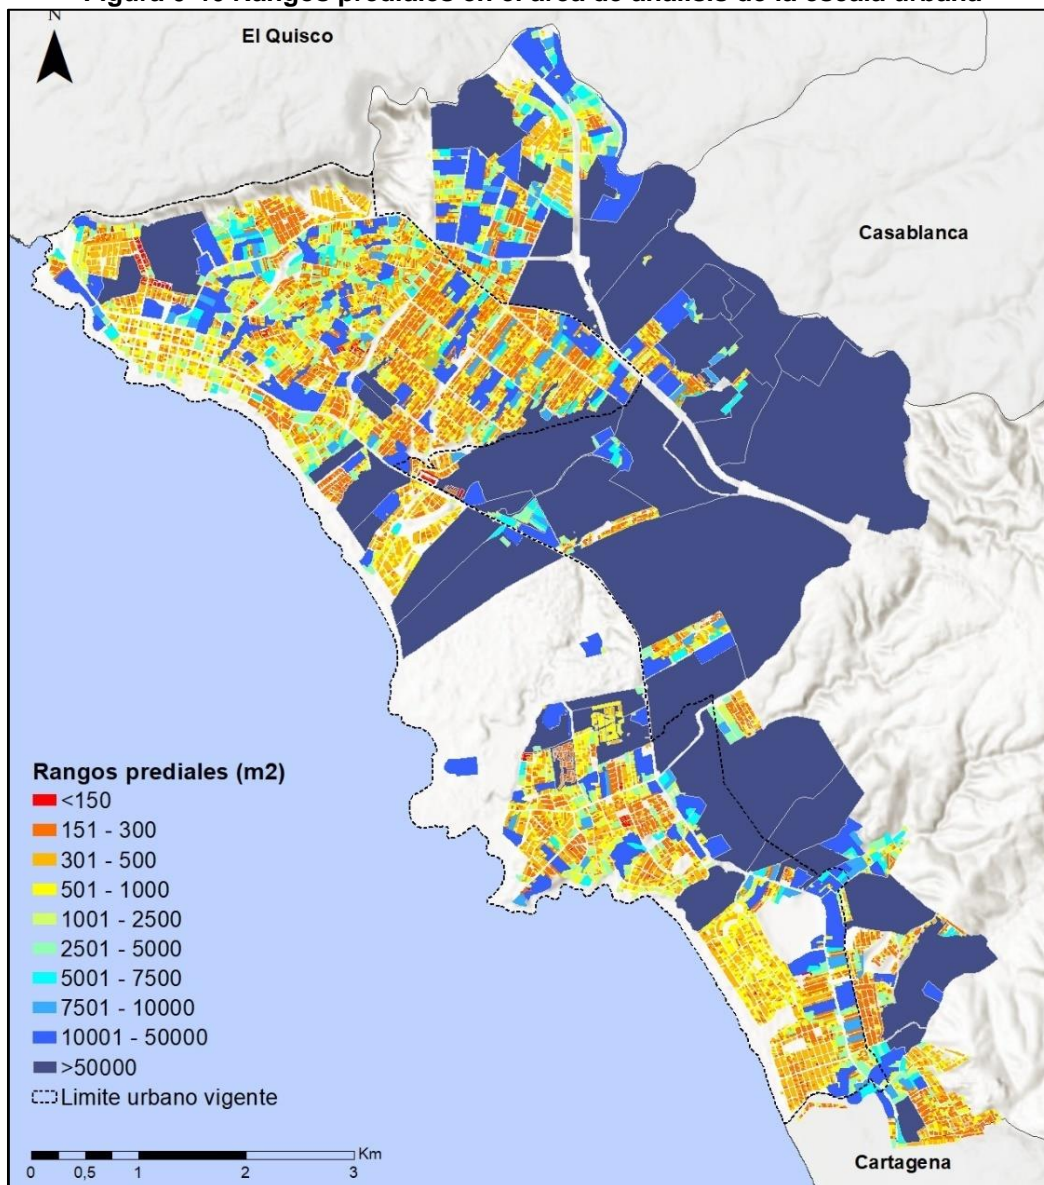 Figura 3-16 Rangos prediales en el área de análisis de la escala urbana
N
El Quisco
Casablanca
Rangos prediales (m2)
<150
151 - 300
301 - 500
501 - 1000
1001 - 2500
2501 - 5000
5001 - 7500
7501 - 10000
10001 - 50000
>50000
Limite urbano vigente
Km
0 0,5 1 2 3
Cartagena